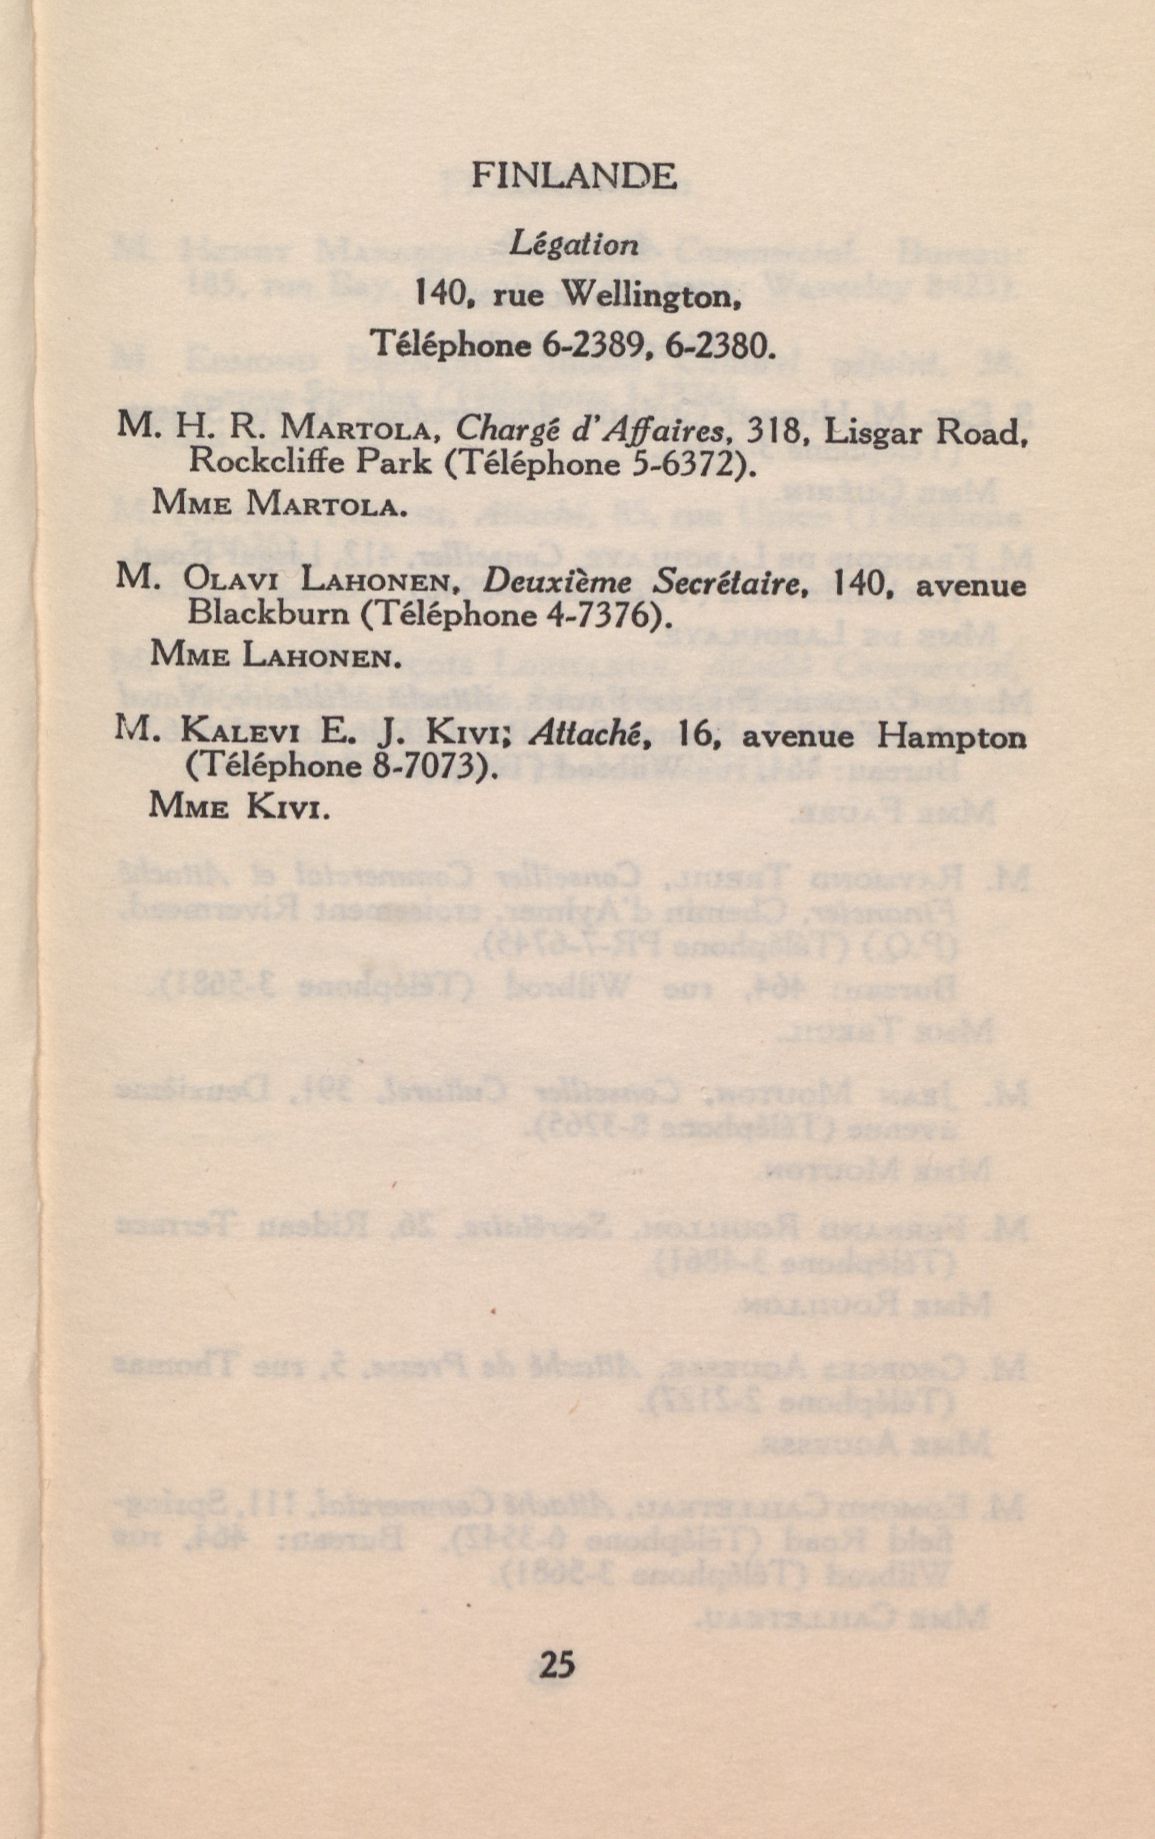 FINLANDE
Légation
140, rue Wellington,
Téléphone 6-2389, 6-2380.
M. H. R. MARTOLA, Chargé d'Affaires, 318, Lisgar Road,
Rockcliffe Park (Téléphone 5-6372).
MME MARTOLA.
M. OLAVI LAHONEN, Deuxième Secrétaire, 140, avenue
Blackburn (Téléphone 4-7376).
MME LAHONEN.
M. KALEVI E. J. KIVI; Attaché, 16, avenue Hampton
(Téléphone 8-7073).
MME KIVI.
25